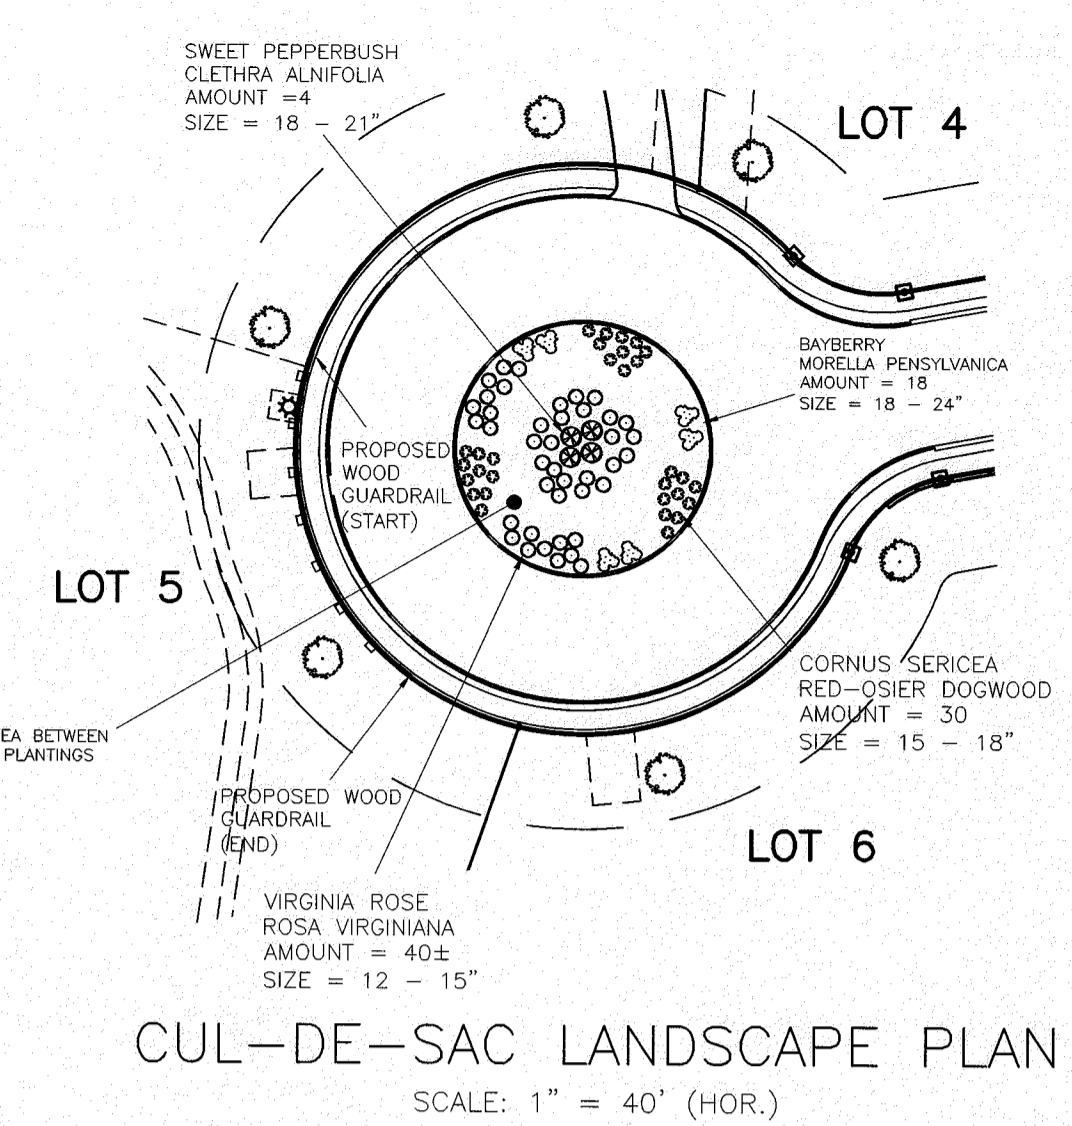 SWEET PEPPERBUSH
CLETHRA ALNIFOLIA
AMOUNT =4
SIZE = 18 – 21"
LOT 4
BAYBERRY
MORELLA PENSYLVANICA
AMOUNT = 18
SIZE = 18 – 24"
PROPOSED
WOOD
GUARDRAIL
(START)
LOT 5
CORNUS SERICEA
RED–OSIER DOGWOOD
AMOUNT = 30
SIZE = 15 – 18"
BETWEEN
PLANTINGS
PROPOSED WOOD
GUARDRAIL
(END)
LOT 6
VIRGINIA ROSE
ROSA VIRGINIANA
AMOUNT = 40±
SIZE = 12 – 15"
CUL–DE–SAC LANDSCAPE PLAN
SCALE: 1" = 40' (HOR.)